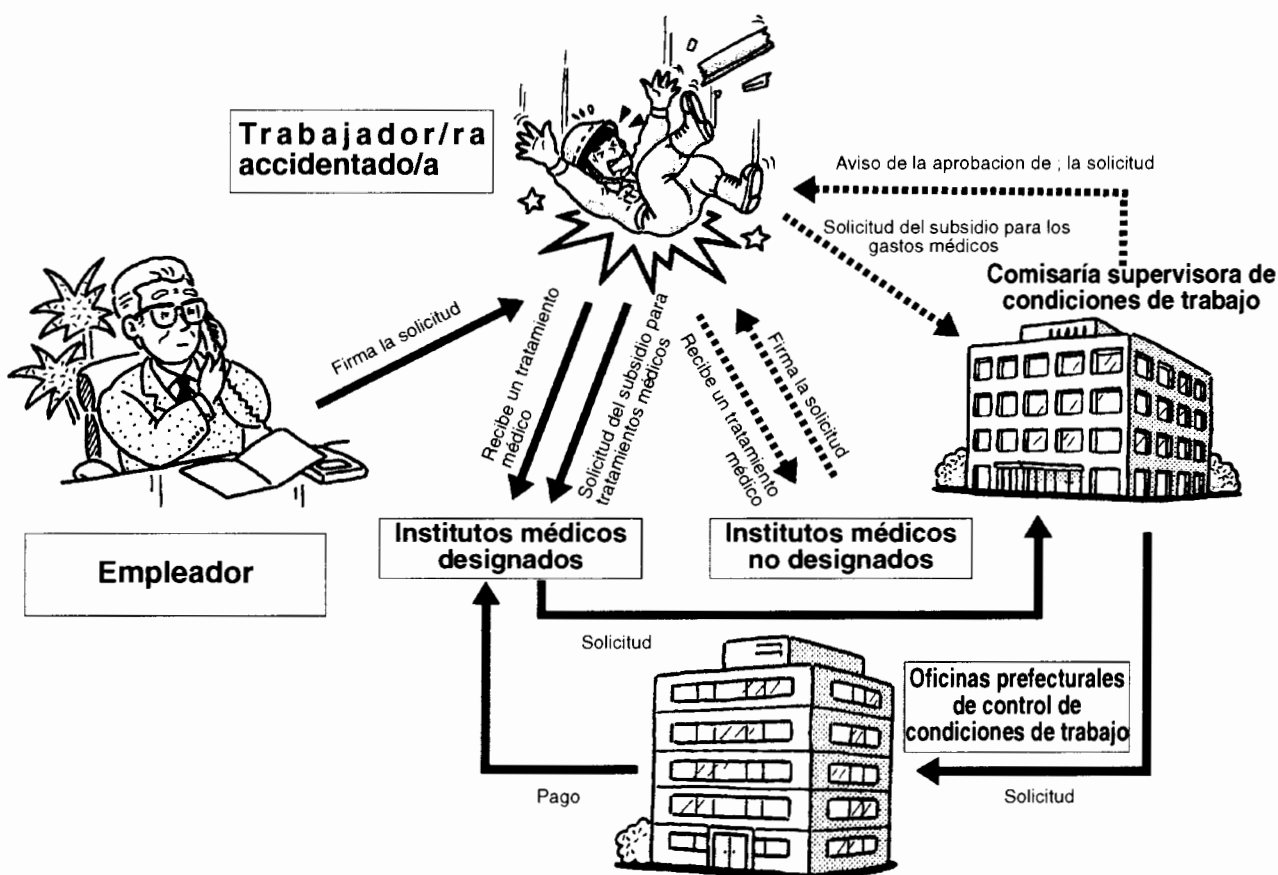 Trabajador/ra
accidentado/a
Aviso de la aprobacion de ; la solicitud
Solicitud del subsidio para los
gastos médicos
Comisaría supervisora de
condiciones de trabajo
Firma la solicitud
Recibe un tratamiento
médico
Solicitud del subsidio para
tratamientos médicos
Recibe un tratamiento
médico
Firma la solicitud
Empleador
Institutos médicos
designados
Institutos médicos
no designados
Solicitud
Oficinas prefecturales
de control de
condiciones de trabajo
Pago
Solicitud